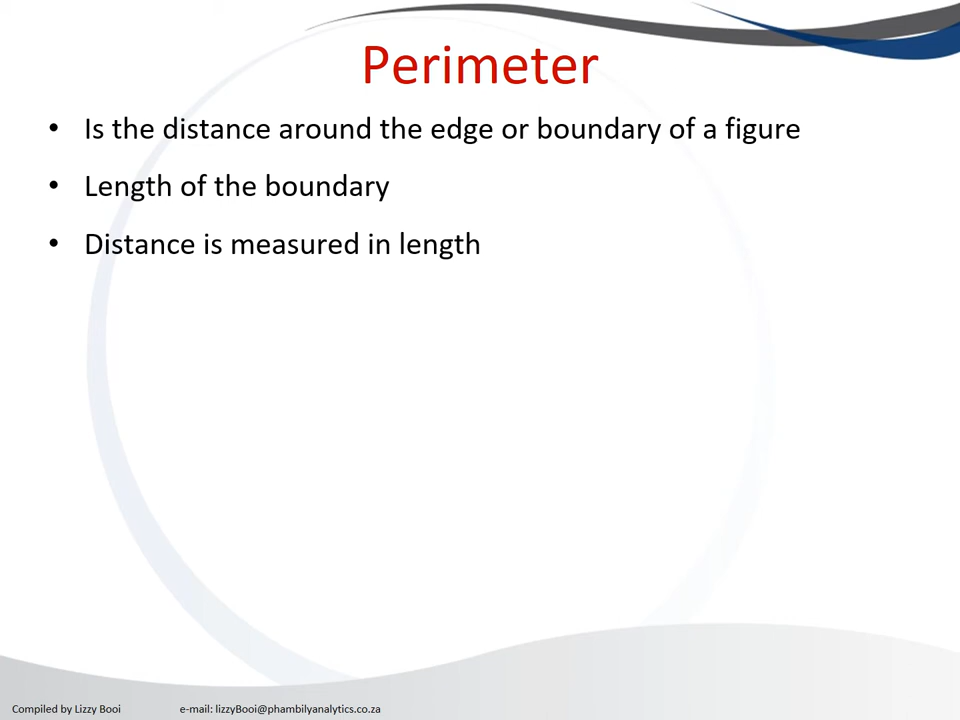 Perimeter
• Is the distance around the edge or boundary of a figure
• Length of the boundary
• Distance is measured in length
Compiled by Lizzy Booi e-mail: lizzyBooi@phambilyanalytics.co.za